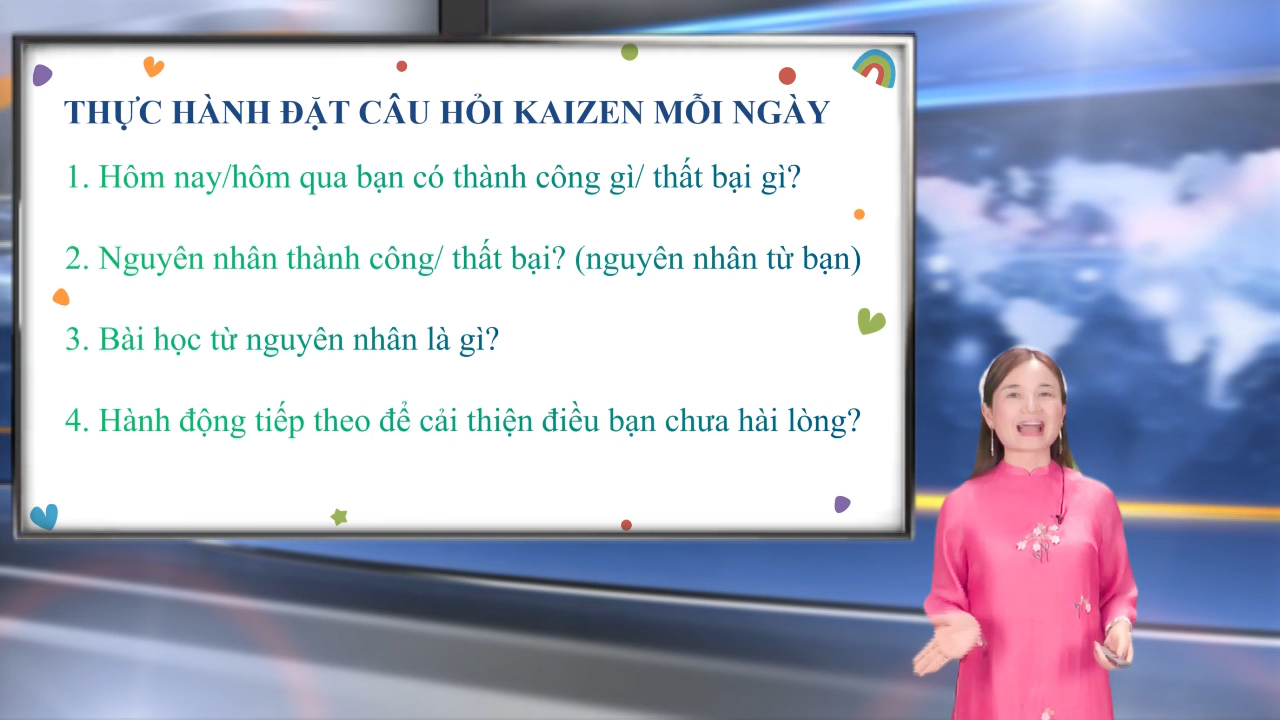 THỰC HÀNH ĐẶT CÂU HỎI KAIZEN MỖI NGÀY
1. Hôm nay/hôm qua bạn có thành công gì/ thất bại gì?
2. Nguyên nhân thành công/ thất bại? (nguyên nhân từ bạn)
3. Bài học từ nguyên nhân là gì?
4. Hành động tiếp theo để cải thiện điều bạn chưa hài lòng?